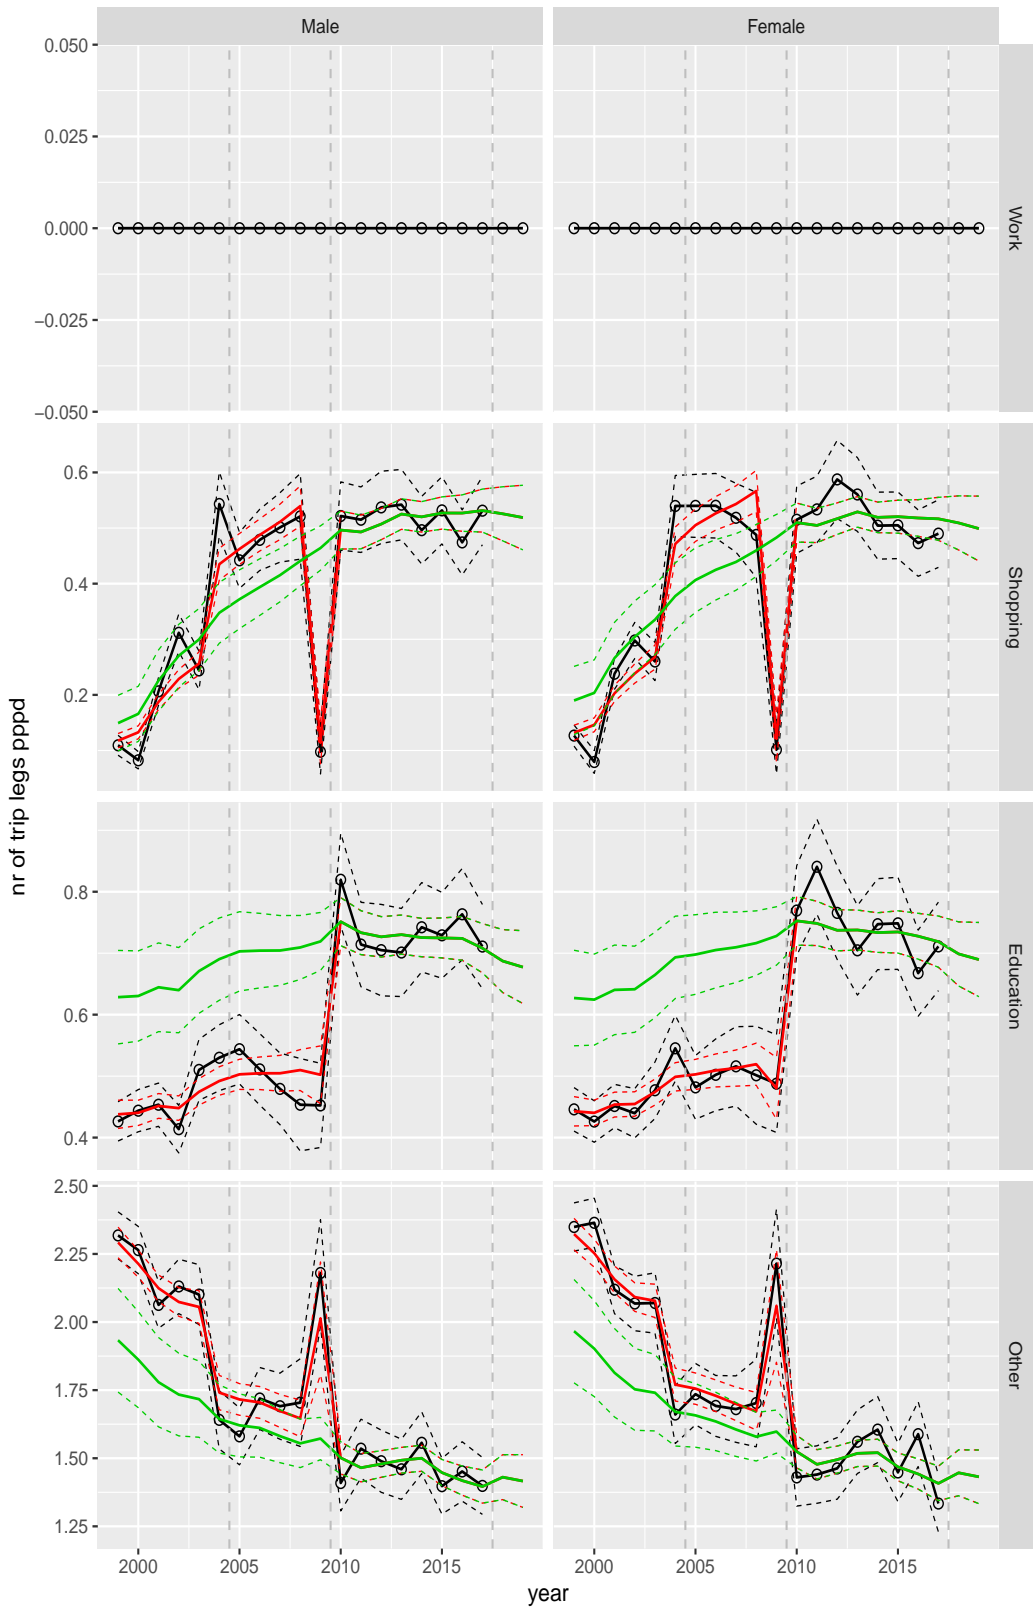 Male Female
0.050
0.025
0.000
−0.025
−0.050
Work
0.6
0.4
0.2
Shopping
0.8
0.6
0.4
Education
2.50
2.25
2.00
1.75
1.50
1.25
Other
nr of trip legs pppd
2000 2005 2010 2015 2000 2005 2010 2015
year